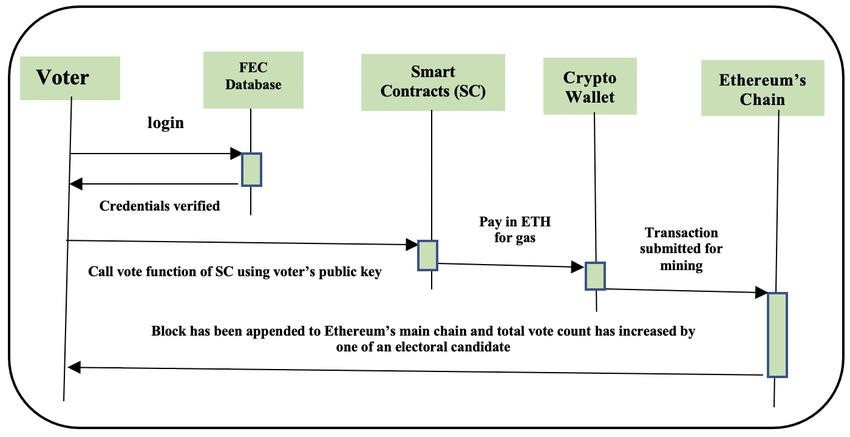 Voter
FEC
Database
Smart
Contracts (SC)
Crypto
Wallet
Ethereum's
Chain
login
Credentials verified
Pay in ETH
for gas
Transaction
submitted for
mining
Call vote function of SC using voter's public key
Block has been appended to Ethereum's main chain and total vote count has increased by
one of an electoral candidate